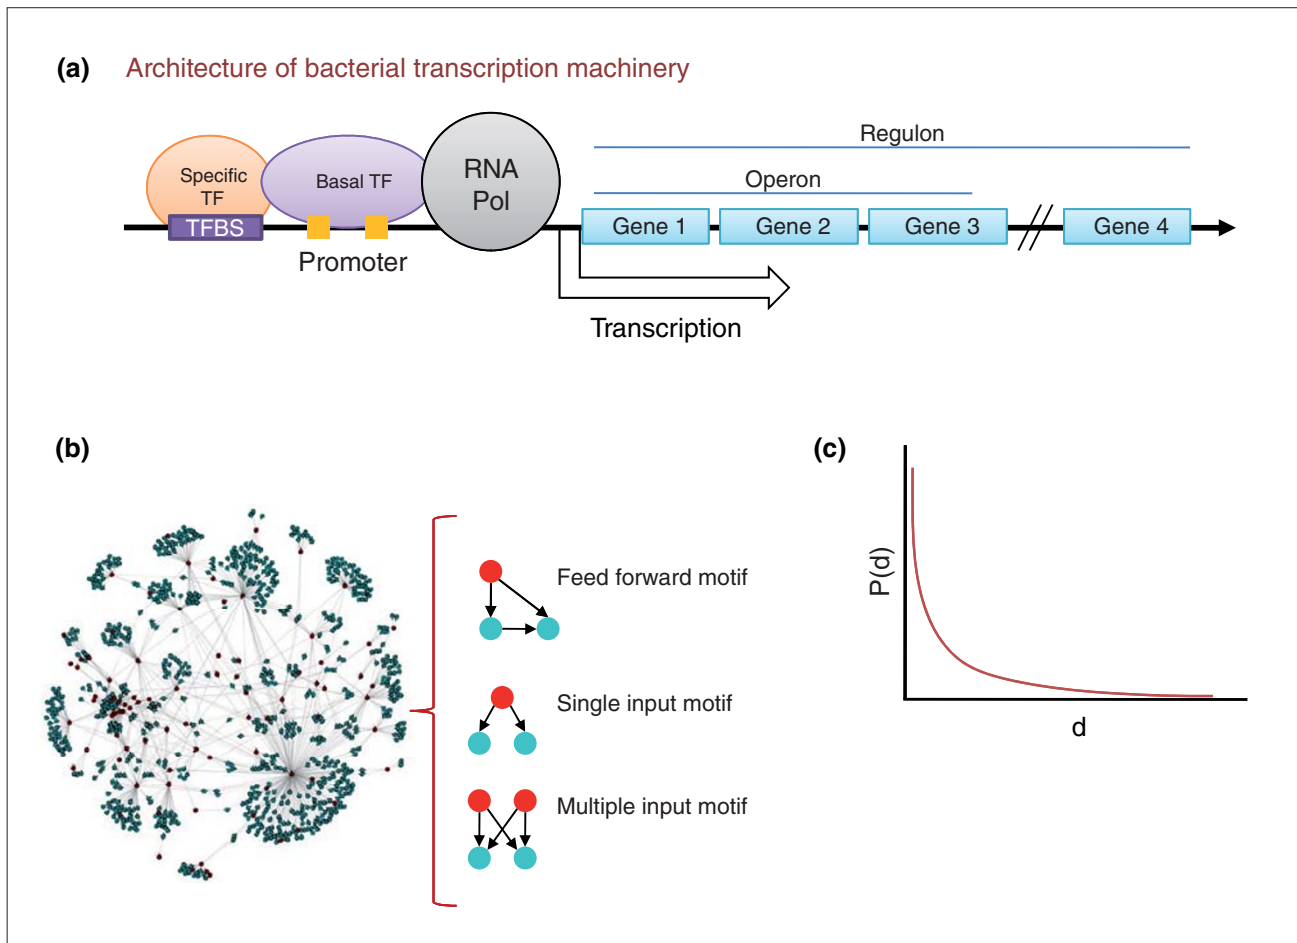 (a) Architecture of bacterial transcription machinery
Regulon
Operon
Specific
TF
Basal TF
RNA
Pol
TFBS
Gene 1
Gene 2
Gene 3
Gene 4
Promoter
Transcription
(b)
Feed forward motif
Single input motif
Multiple input motif
(c)
P(d)
d